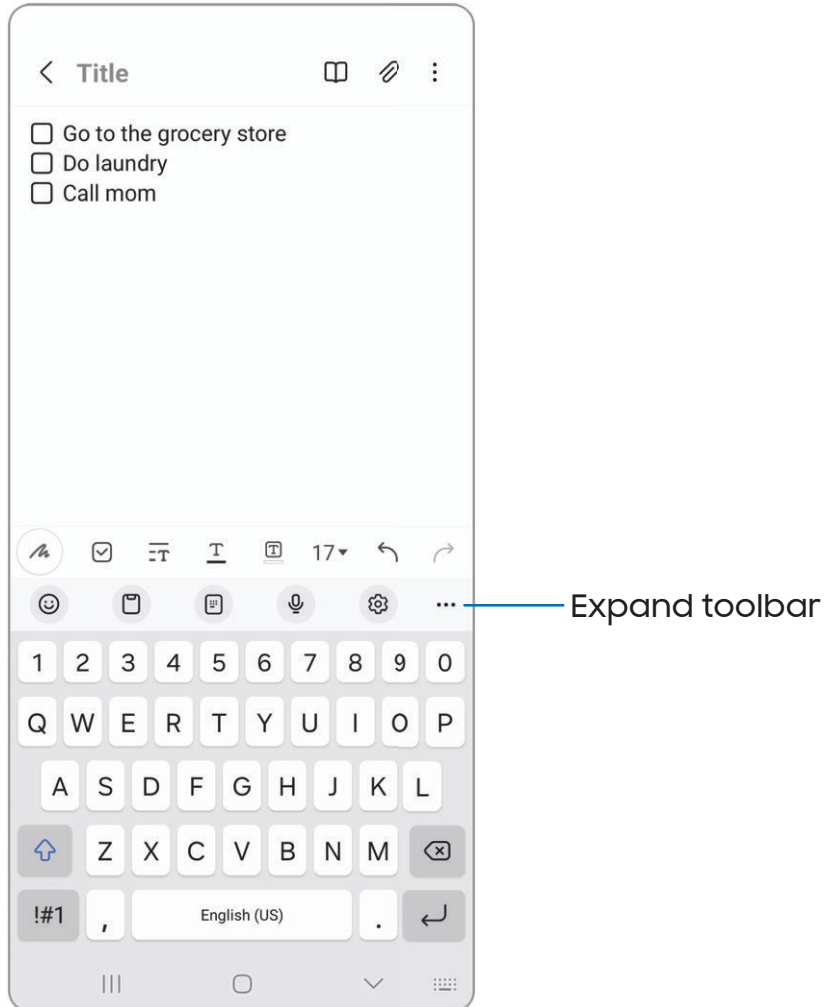 Title
Go to the grocery store
Do laundry
Call mom
T T T 17
Expand toolbar
1 2 3 4 5 6 7 8 9 0
Q W E R T Y U I O P
A S D F G H J K L
Z X C V B N M
!#1 , English (US) .